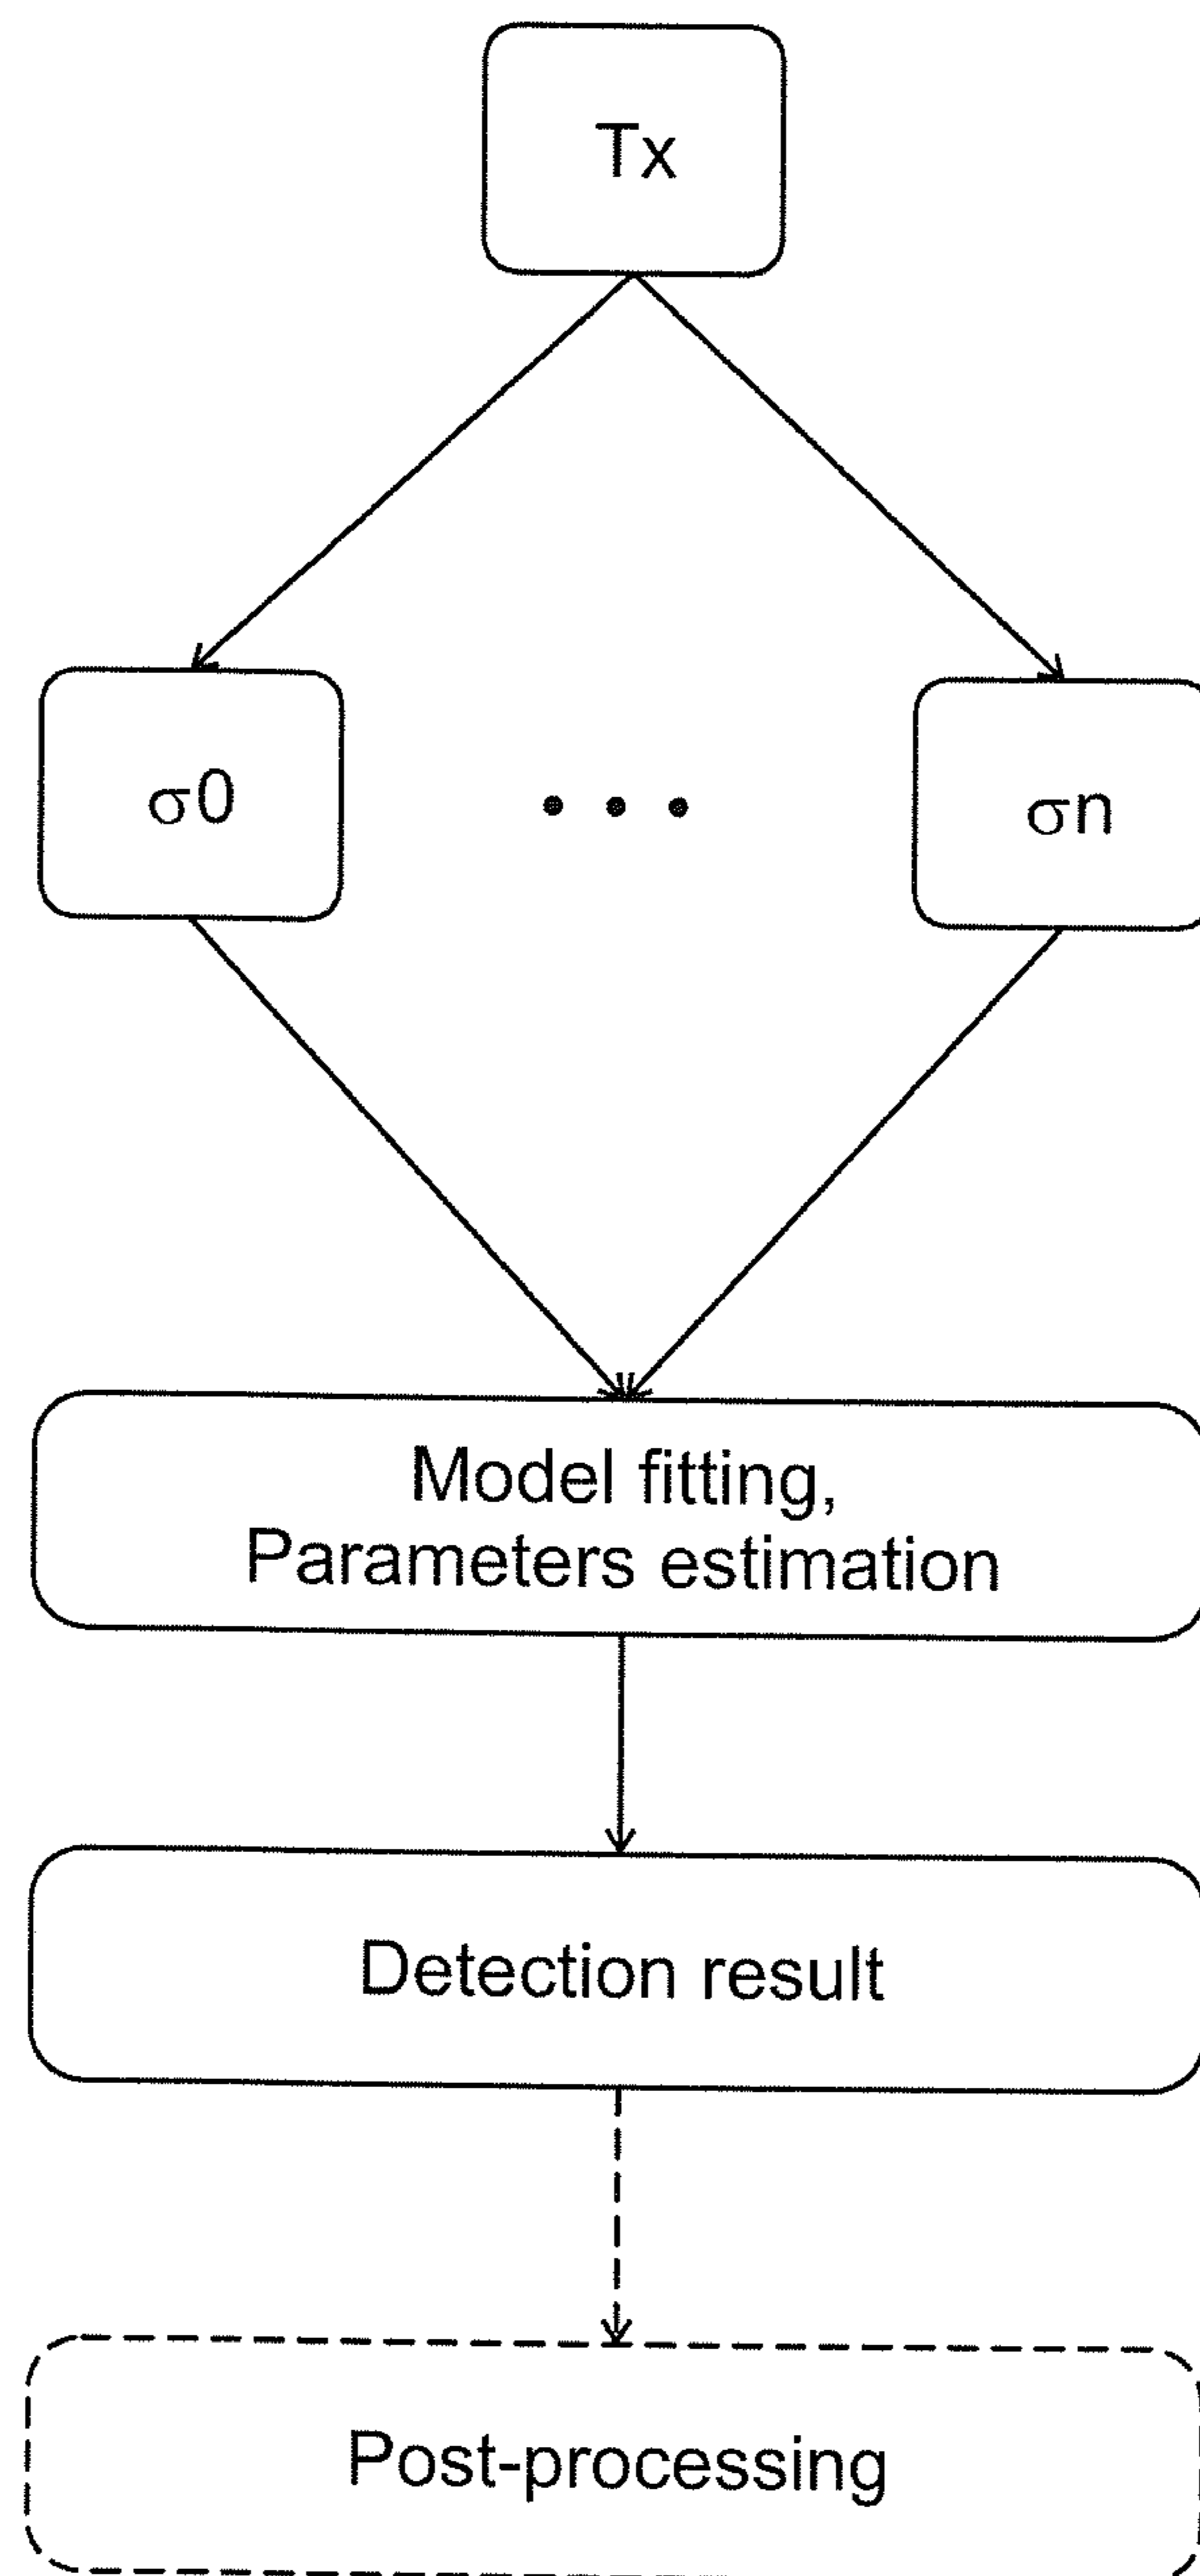 Tx
σ0
σn
Model fitting,
Parameters estimation
Detection result
Post-processing